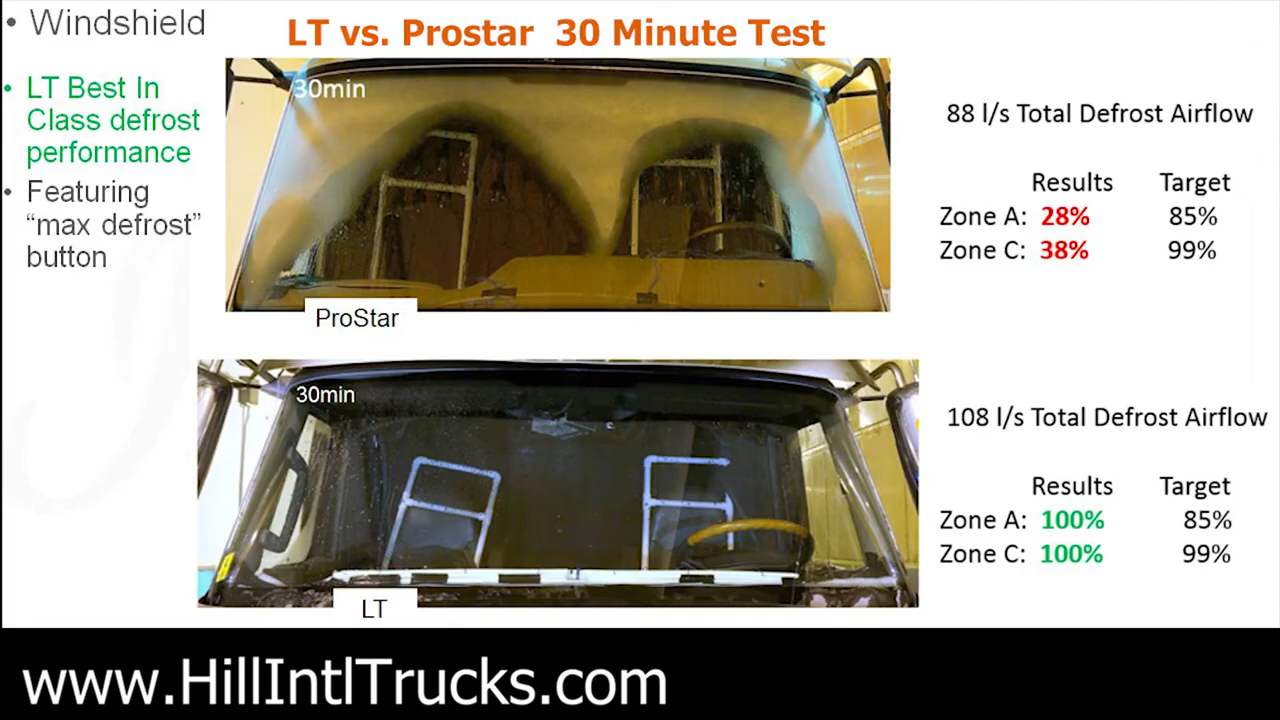 • Windshield
• LT Best In
Class defrost
performance
• Featuring
“max defrost”
button
LT vs. Prostar 30 Minute Test
30min
ProStar
88 l/s Total Defrost Airflow
Results Target
Zone A: 28% 85%
Zone C: 38% 99%
30min
LT
108 l/s Total Defrost Airflow
Results Target
Zone A: 100% 85%
Zone C: 100% 99%
www.HillIntlTrucks.com